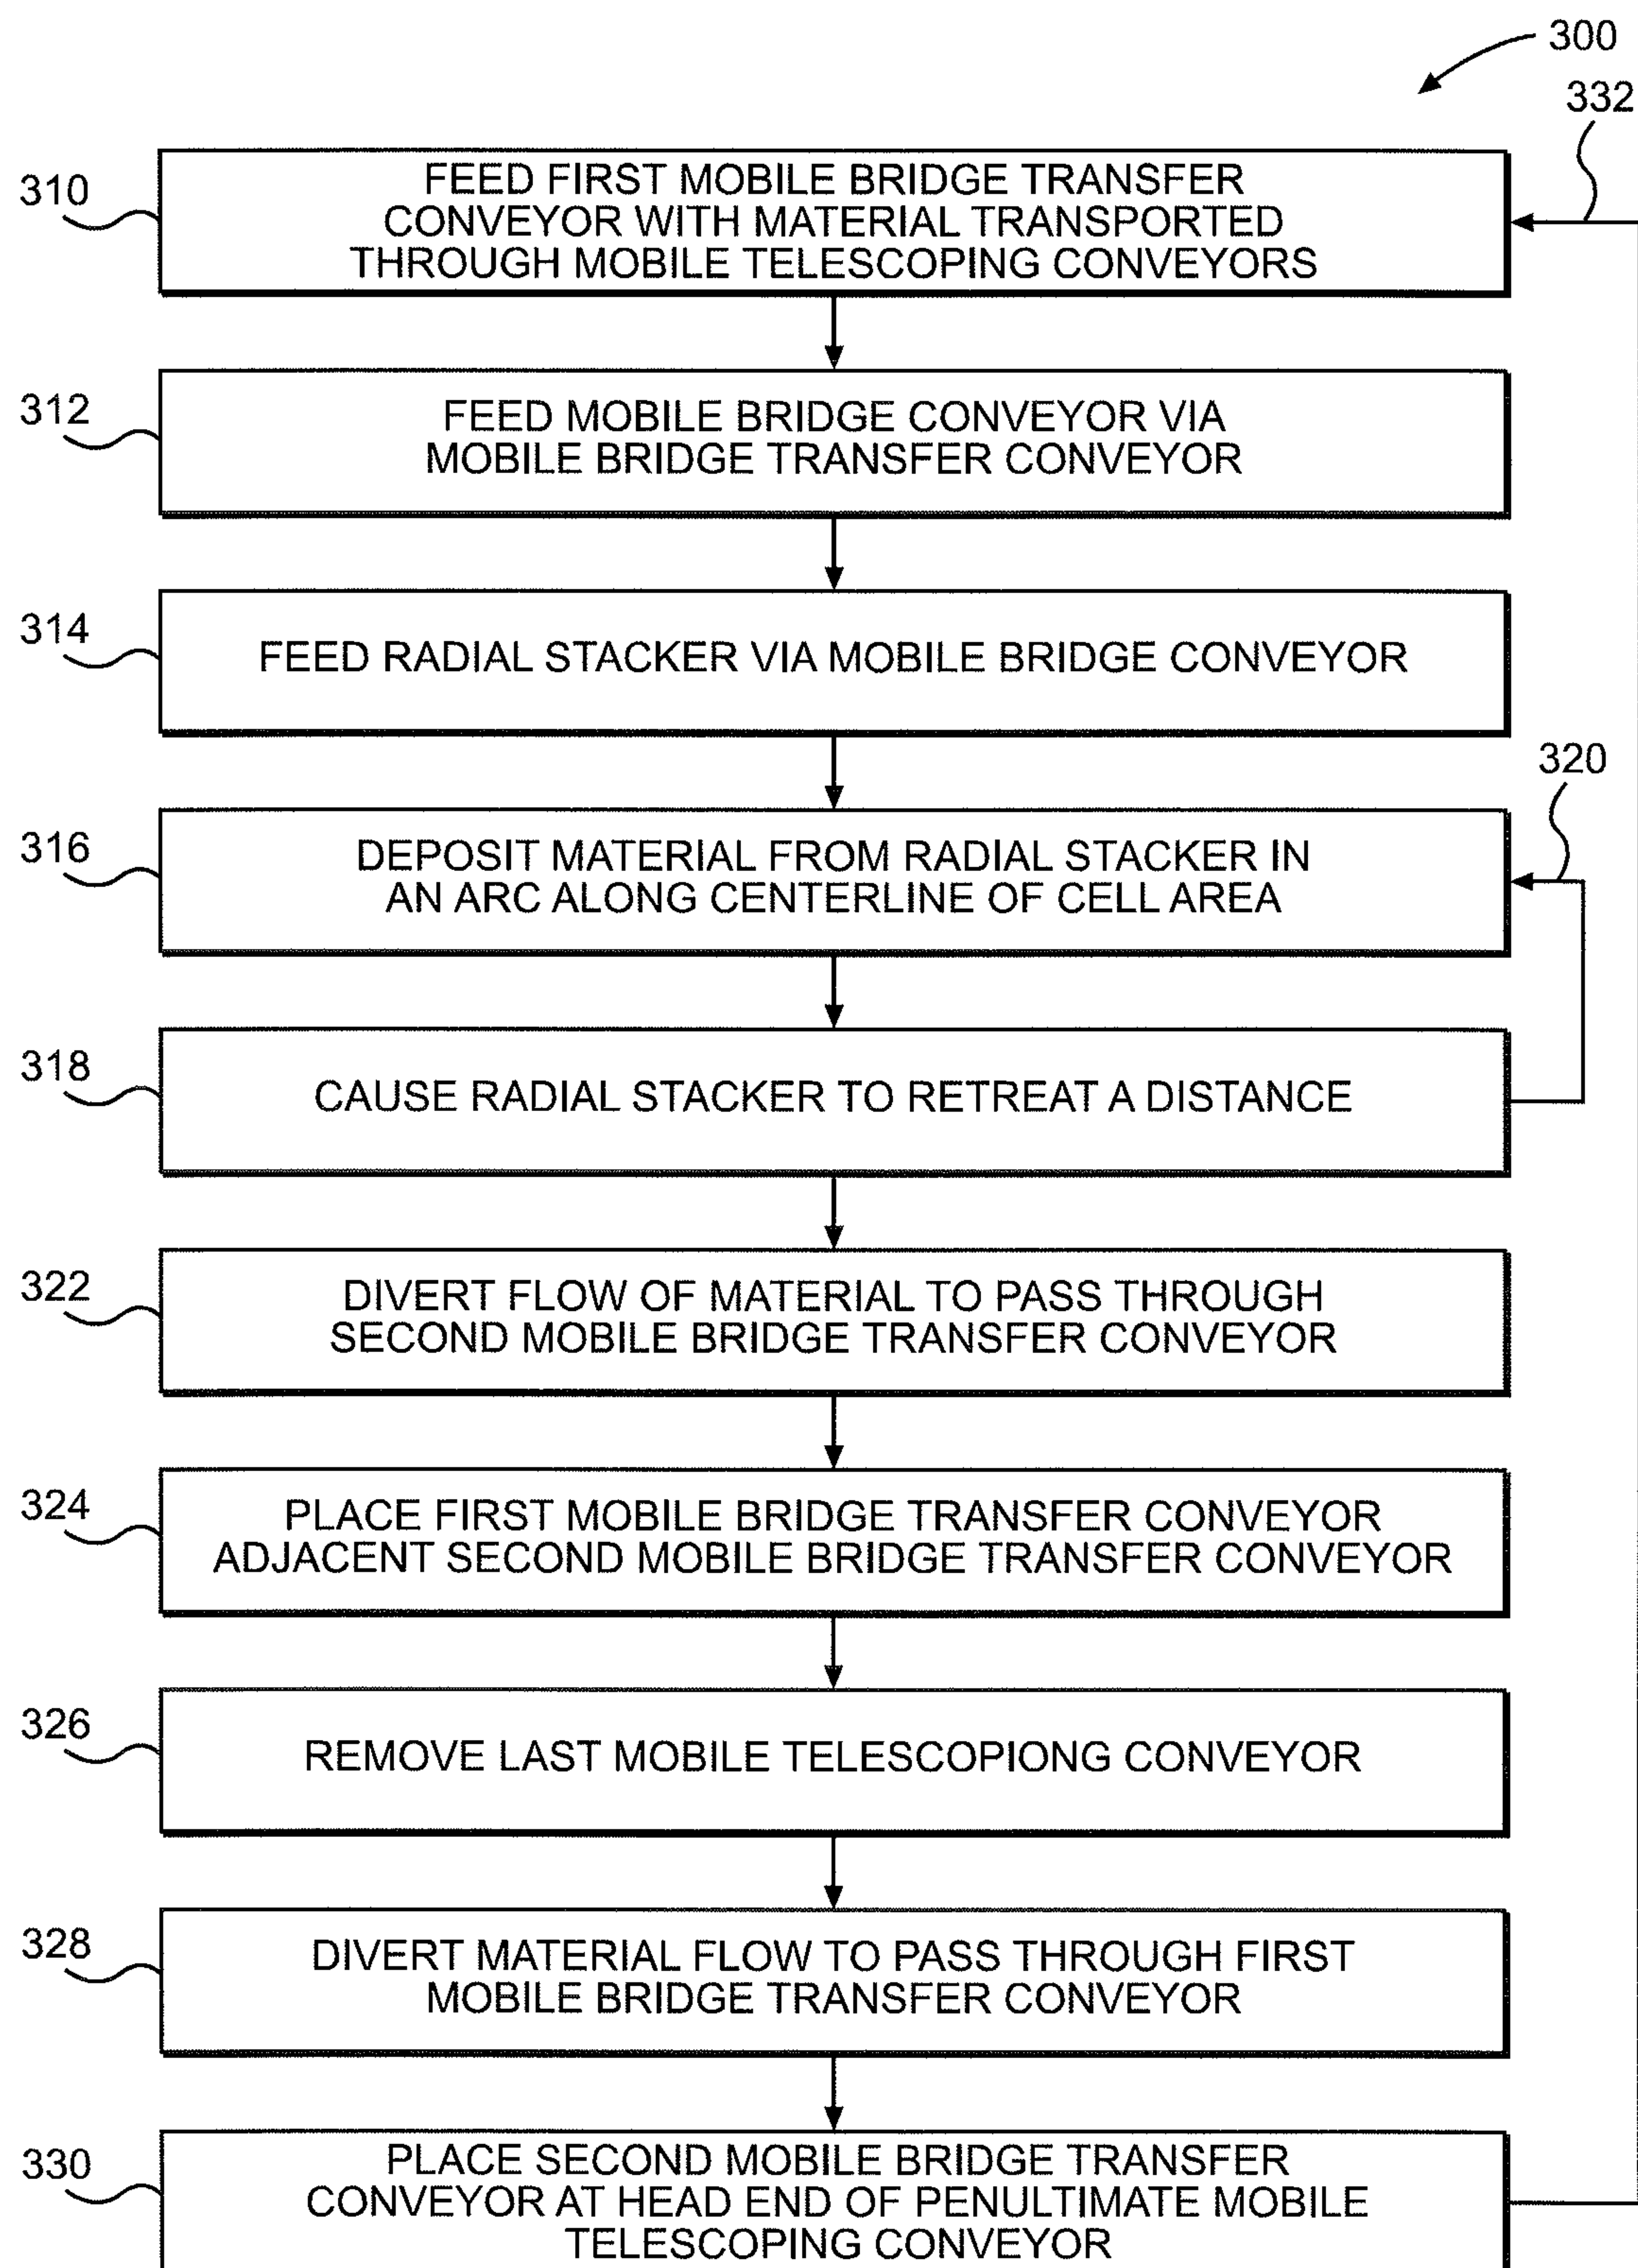 300
332
310
FEED FIRST MOBILE BRIDGE TRANSFER
CONVEYOR WITH MATERIAL TRANSPORTED
THROUGH MOBILE TELESCOPING CONVEYORS
312
FEED MOBILE BRIDGE CONVEYOR VIA
MOBILE BRIDGE TRANSFER CONVEYOR
314
FEED RADIAL STACKER VIA MOBILE BRIDGE CONVEYOR
320
316
DEPOSIT MATERIAL FROM RADIAL STACKER IN
AN ARC ALONG CENTERLINE OF CELL AREA
318
CAUSE RADIAL STACKER TO RETREAT A DISTANCE
322
DIVERT FLOW OF MATERIAL TO PASS THROUGH
SECOND MOBILE BRIDGE TRANSFER CONVEYOR
324
PLACE FIRST MOBILE BRIDGE TRANSFER CONVEYOR
ADJACENT SECOND MOBILE BRIDGE TRANSFER CONVEYOR
326
REMOVE LAST MOBILE TELESCOPIONG CONVEYOR
328
DIVERT MATERIAL FLOW TO PASS THROUGH FIRST
MOBILE BRIDGE TRANSFER CONVEYOR
330
PLACE SECOND MOBILE BRIDGE TRANSFER
CONVEYOR AT HEAD END OF PENULTIMATE MOBILE
TELESCOPING CONVEYOR